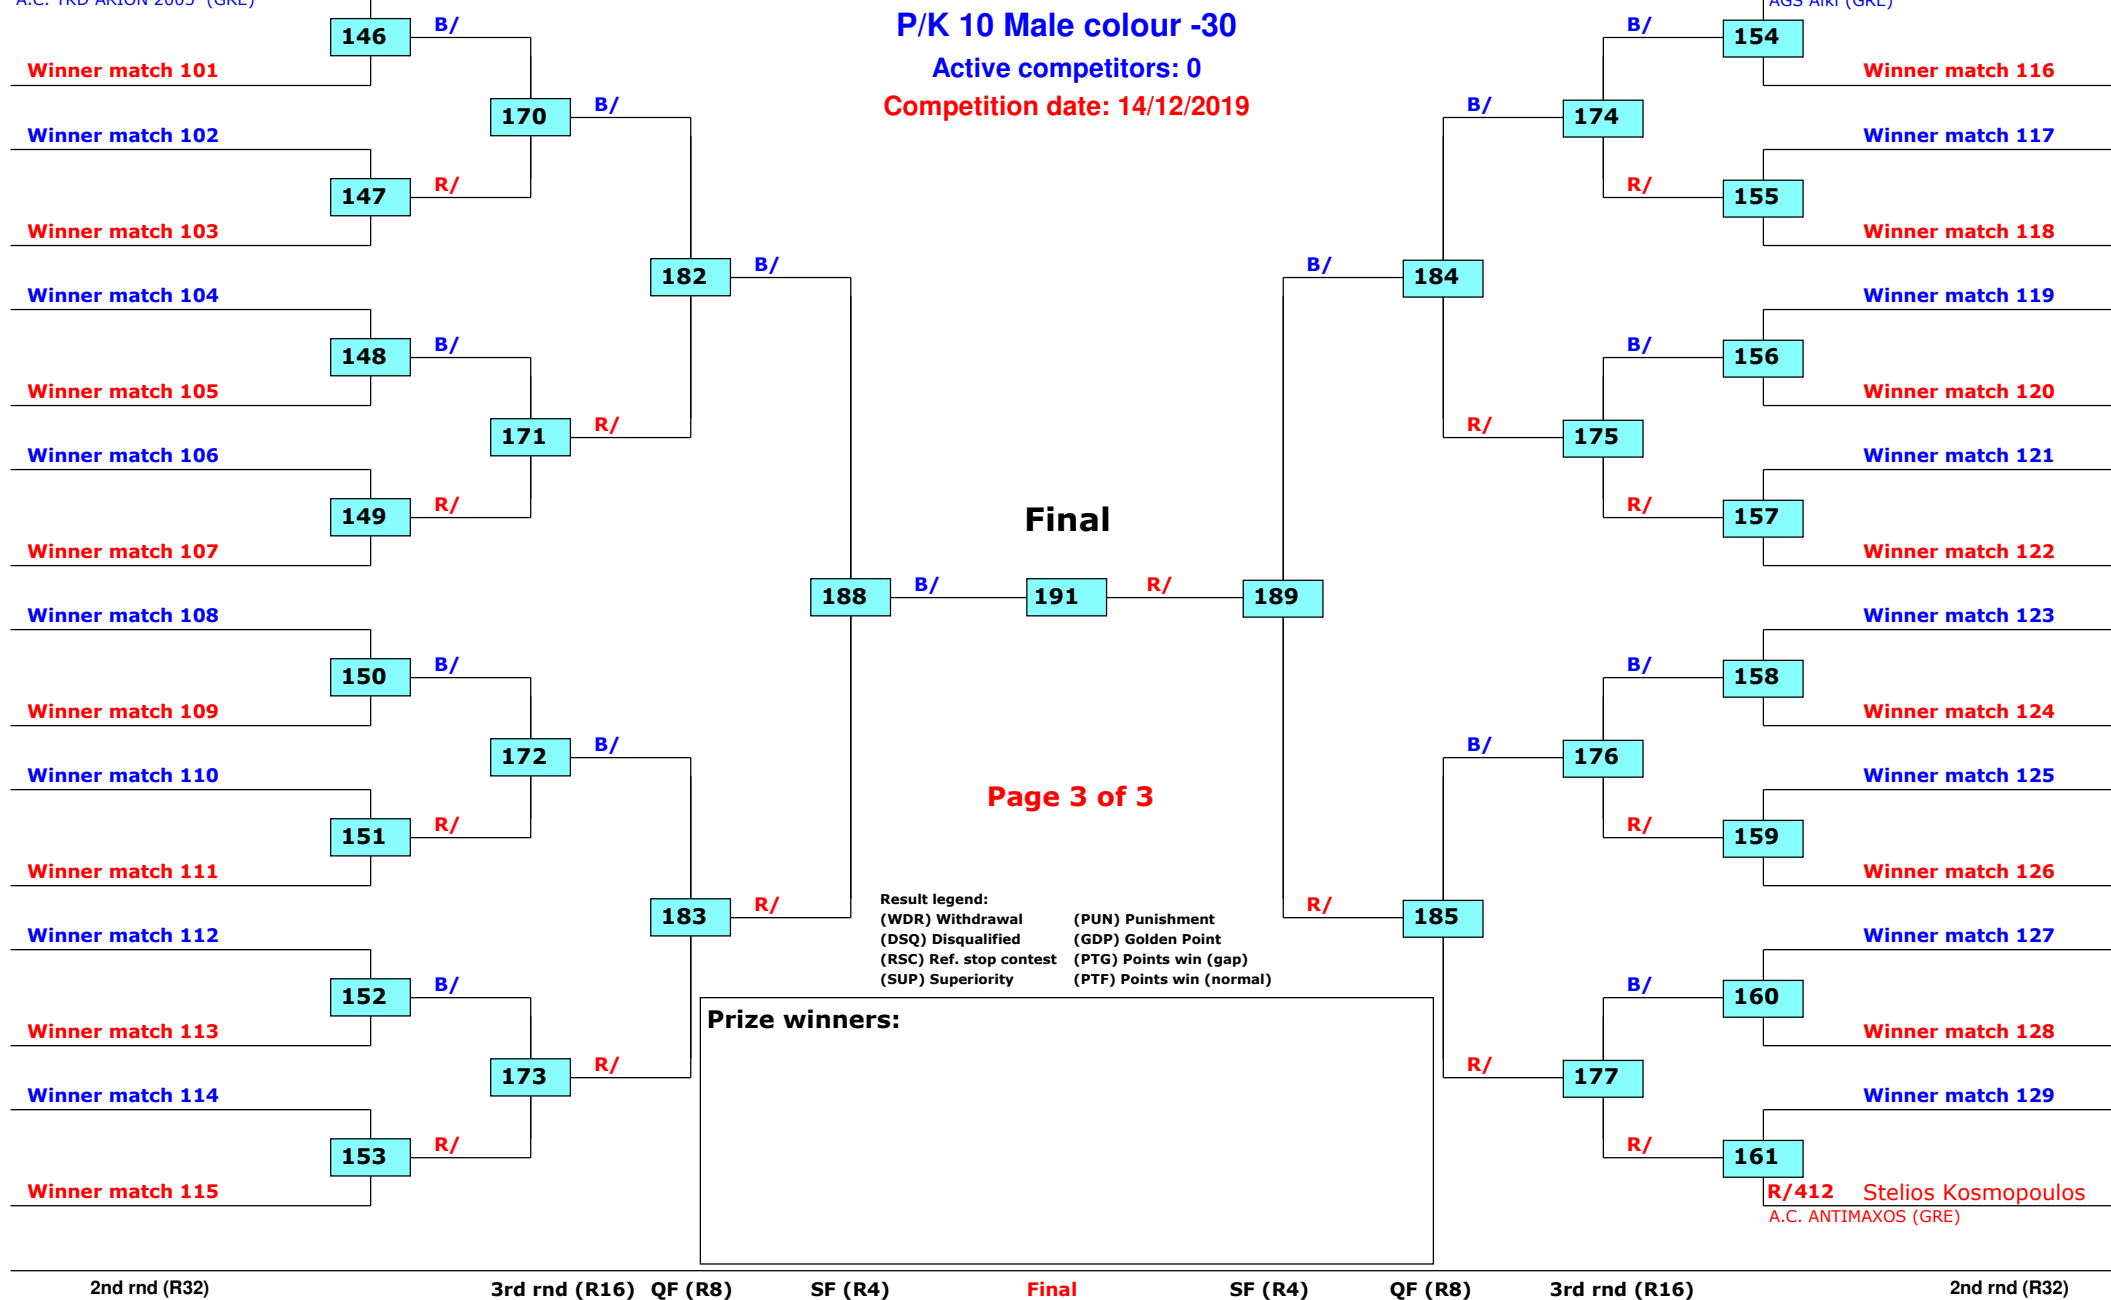 A.C. TKD ARION 2005 (GRE)
146
B/
Winner match 101
170
B/
Winner match 102
147
R/
Winner match 103
182
B/
Winner match 104
148
B/
Winner match 105
171
R/
Winner match 106
149
R/
Winner match 107
188
B/
Winner match 108
150
B/
Winner match 109
172
B/
Winner match 110
151
R/
Winner match 111
183
R/
Winner match 112
152
B/
Winner match 113
173
R/
Winner match 114
153
R/
Winner match 115
P/K 10 Male colour -30
Active competitors: 0
Competition date: 14/12/2019
Final
191
R/
Page 3 of 3
Result legend:
(WDR) Withdrawal (PUN) Punishment
(DSQ) Disqualified (GDP) Golden Point
(RSC) Ref. stop contest (PTG) Points win (gap)
(SUP) Superiority (PTF) Points win (normal)
Prize winners:
AGS Alki (GRE)
B/
154
Winner match 116
B/
174
Winner match 117
R/
155
Winner match 118
B/
184
Winner match 119
B/
156
Winner match 120
R/
175
Winner match 121
R/
157
Winner match 122
189
Winner match 123
B/
158
Winner match 124
B/
176
Winner match 125
R/
159
Winner match 126
R/
185
Winner match 127
B/
160
Winner match 128
R/
177
Winner match 129
R/
161
R/412 Stelios Kosmopoulos
A.C. ANTIMAXOS (GRE)
2nd rnd (R32) 3rd rnd (R16) QF (R8) SF (R4) Final SF (R4) QF (R8) 3rd rnd (R16) 2nd rnd (R32)